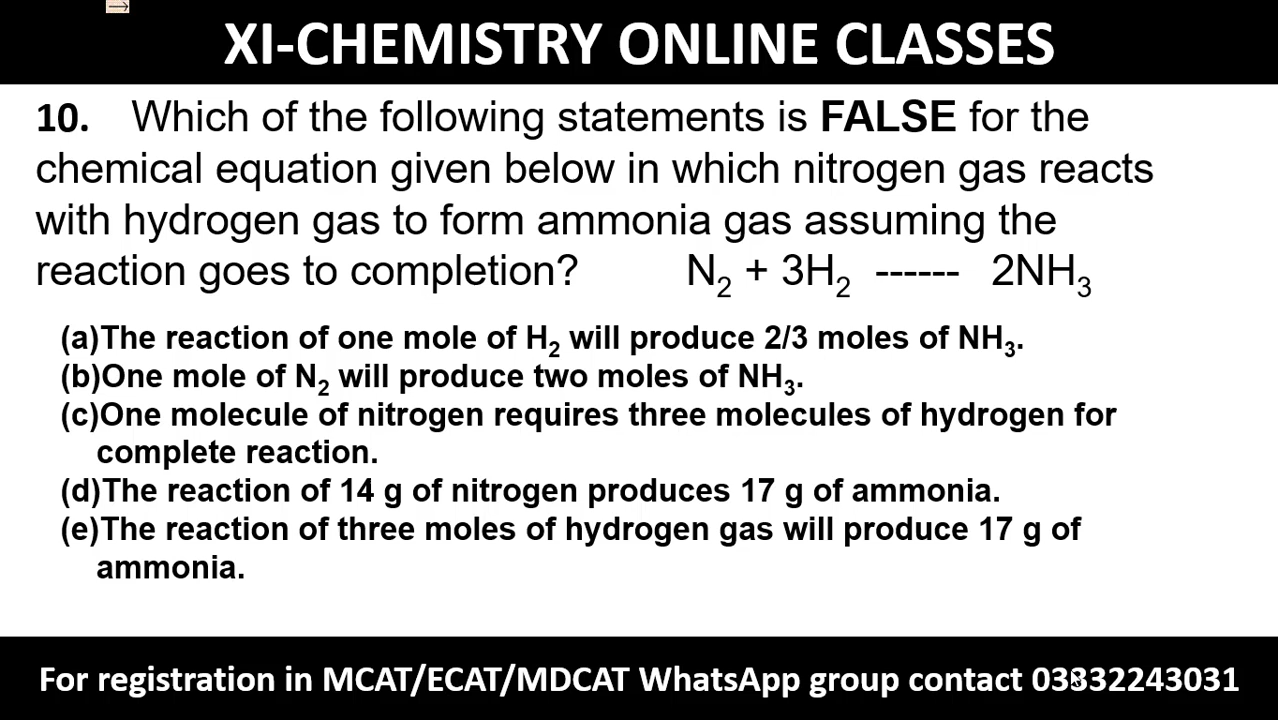 XI-CHEMISTRY ONLINE CLASSES
10. Which of the following statements is FALSE for the
chemical equation given below in which nitrogen gas reacts
with hydrogen gas to form ammonia gas assuming the
reaction goes to completion? N₂ + 3H₂ ------ 2NH₃
(a)The reaction of one mole of H₂ will produce 2/3 moles of NH₃.
(b)One mole of N₂ will produce two moles of NH₃.
(c)One molecule of nitrogen requires three molecules of hydrogen for
complete reaction.
(d)The reaction of 14 g of nitrogen produces 17 g of ammonia.
(e)The reaction of three moles of hydrogen gas will produce 17 g of
ammonia.
For registration in MCAT/ECAT/MDCAT WhatsApp group contact 03332243031